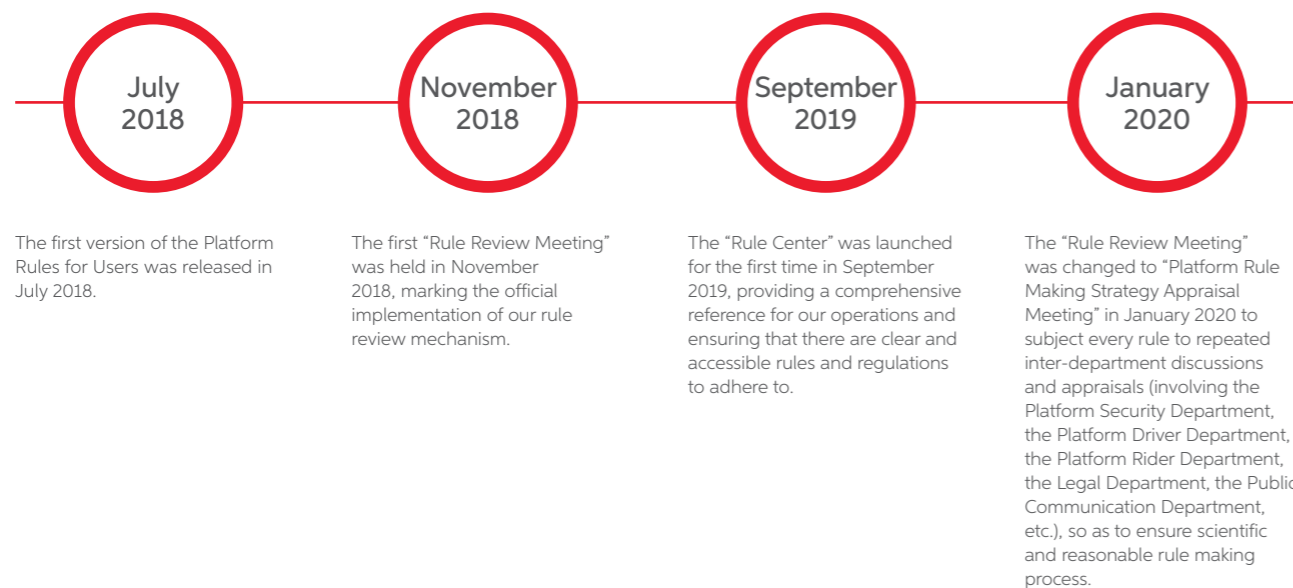 July
2018
November
2018
September
2019
January
2020
The first version of the Platform
Rules for Users was released in
July 2018.
The first “Rule Review Meeting”
was held in November
2018, marking the official
implementation of our rule
review mechanism.
The “Rule Center” was launched
for the first time in September
2019, providing a comprehensive
reference for our operations and
ensuring that there are clear and
accessible rules and regulations
to adhere to.
The “Rule Review Meeting”
was changed to “Platform Rule
Making Strategy Appraisal
Meeting” in January 2020 to
subject every rule to repeated
inter-department discussions
and appraisals (involving the
Platform Security Department,
the Platform Driver Department,
the Platform Rider Department,
the Legal Department, the Public
Communication Department,
etc.), so as to ensure scientific
and reasonable rule making
process.